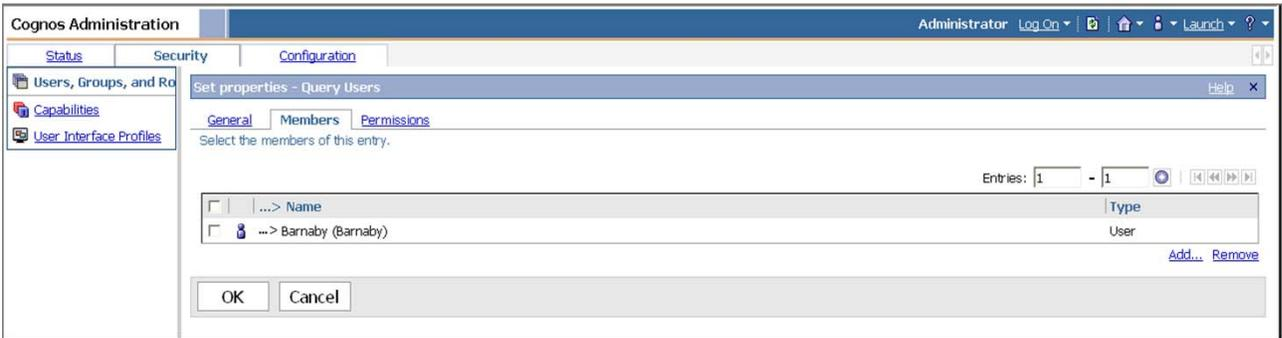 Cognos Administration Administrator Log On Launch ?
Status Security Configuration
Users, Groups, and Ro
Set properties - Query Users Help x
Capabilities
General Members Permissions
User Interface Profiles
Select the members of this entry.
Entries: 1 - 1
...> Name Type
...> Barnaby (Barnaby) User
Add... Remove
OK Cancel